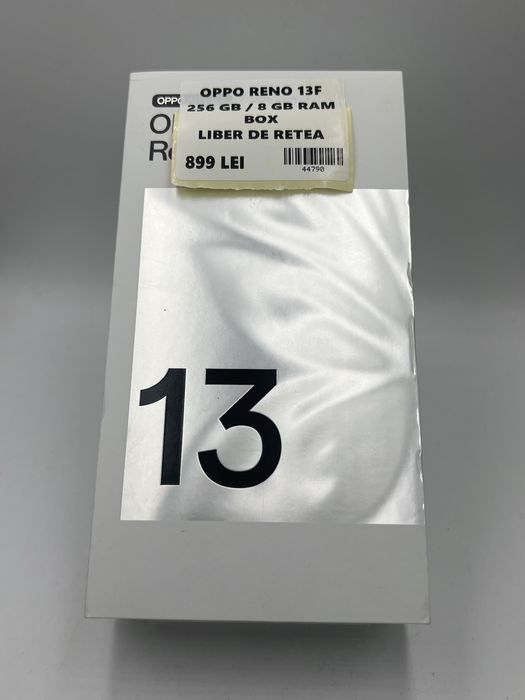 OPPO RENO 13F
256 GB / 8 GB RAM
BOX
LIBER DE RETEA
899 LEI
44790
13